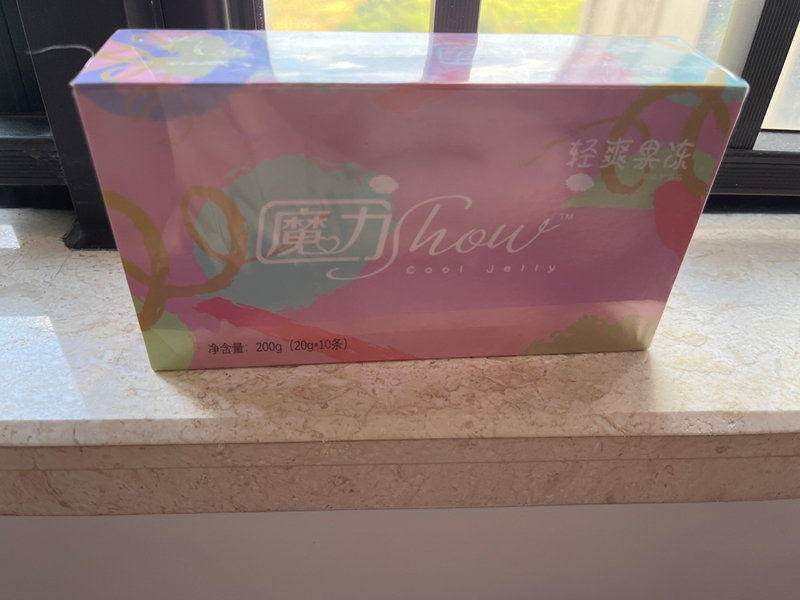 轻爽果冻
魔力Show™
Cool Jelly
净含量：200g（20g*10条）